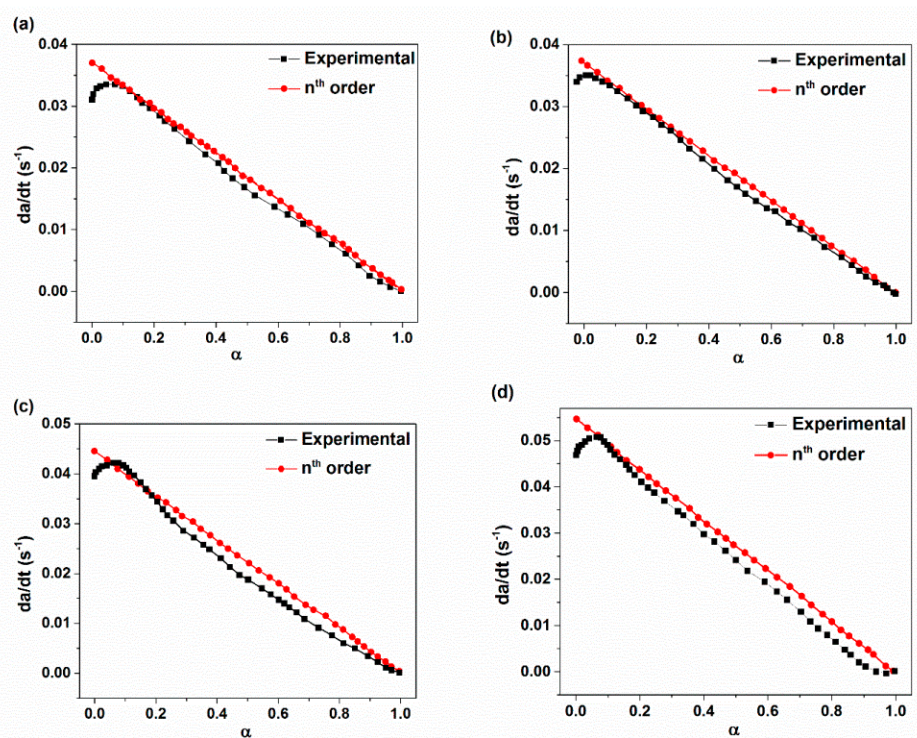 (a)
0.04
0.03
0.02
0.01
0.00
da/dt (s⁻¹)
Experimental
nᵗʰ order
0.0 0.2 0.4 0.6 0.8 1.0
α
(b)
0.04
0.03
0.02
0.01
0.00
da/dt (s⁻¹)
Experimental
nᵗʰ order
0.0 0.2 0.4 0.6 0.8 1.0
α
(c)
0.05
0.04
0.03
0.02
0.01
0.00
da/dt (s⁻¹)
Experimental
nᵗʰ order
0.0 0.2 0.4 0.6 0.8 1.0
α
(d)
0.05
0.04
0.03
0.02
0.01
0.00
da/dt (s⁻¹)
Experimental
nᵗʰ order
0.0 0.2 0.4 0.6 0.8 1.0
α